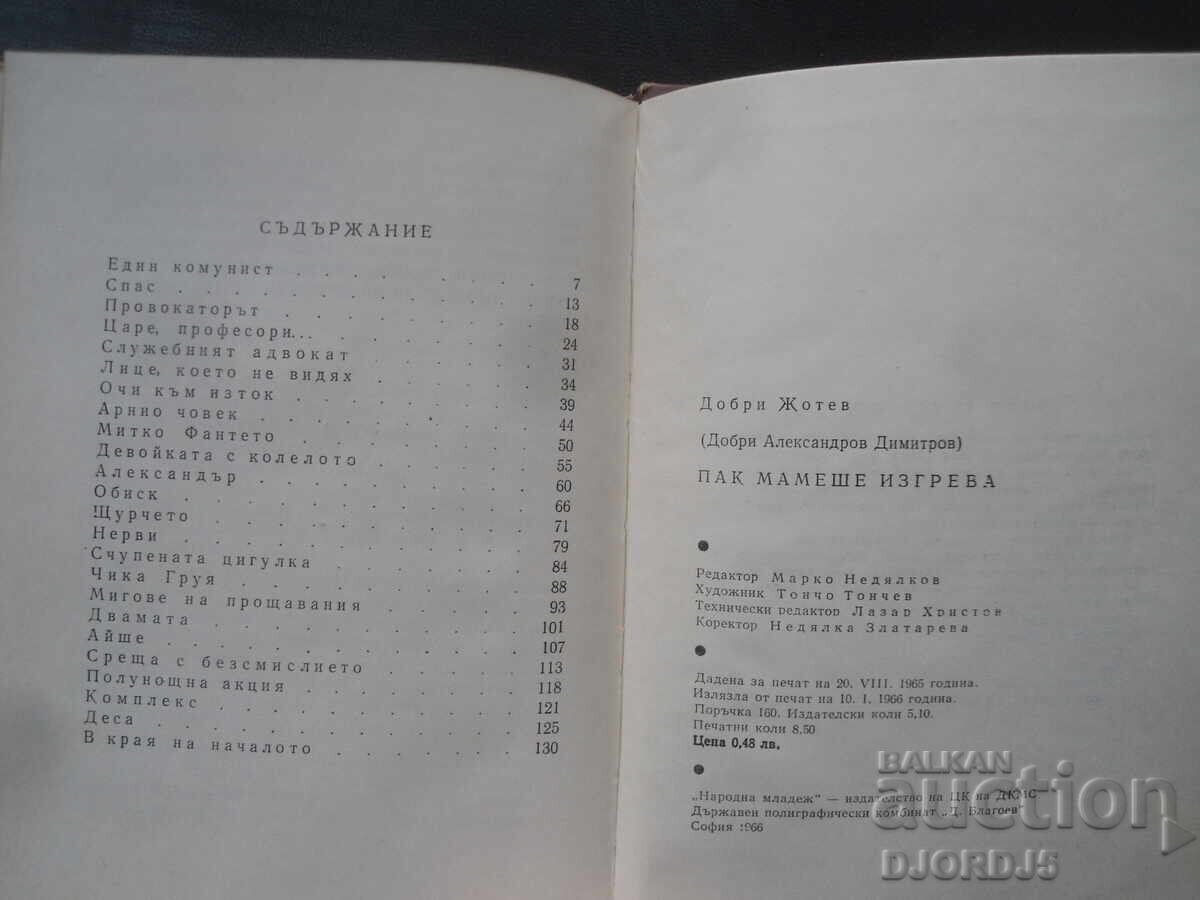 СЪДЪРЖАНИЕ
Един комунист . . . . . . . . 7
Спас . . . . . . . . . . . 13
Провокаторът . . . . . . . . 18
Царе, професори... . . . . . . . 24
Служебният адвокат . . . . . . . 31
Лице, което не видях . . . . . . . 34
Очи към изток . . . . . . . . 39
Арнио човек . . . . . . . . . 44
Митко Фантето . . . . . . . . 50
Девойката с колелото . . . . . . 55
Александър . . . . . . . . . 60
Обиск . . . . . . . . . . . 66
Щурчето . . . . . . . . . . 71
Нерви . . . . . . . . . . . 79
Счупената цигулка . . . . . . . 84
Чика Груя . . . . . . . . . 88
Мигове на прощавания . . . . . . 93
Двамата . . . . . . . . . . 101
Айше . . . . . . . . . . . 107
Среща с безсмислието . . . . . . 113
Полунощна акция . . . . . . . 118
Комплекс . . . . . . . . . . 121
Деса . . . . . . . . . . . 125
В края на началото . . . . . . . 130
Добри Жотев
(Добри Александров Димитров)
ПАК МАМЕШЕ ИЗГРЕВА
Редактор Марко Недялков
Художник Тончо Тончев
Технически редактор Лазар Христов
Коректор Недялка Златарева
Дадена за печат на 20. VIII. 1965 година.
Излязла от печат на 10. I. 1966 година.
Поръчка 160. Издателски коли 5,10.
Печатни коли 8,50
Цена 0,48 лв.
„Народна младеж“ — издателство на ЦК на ДКМС
Държавен полиграфически комбинат „Д. Благоев“
София 1966
BALKAN
auction
DJORDJ5